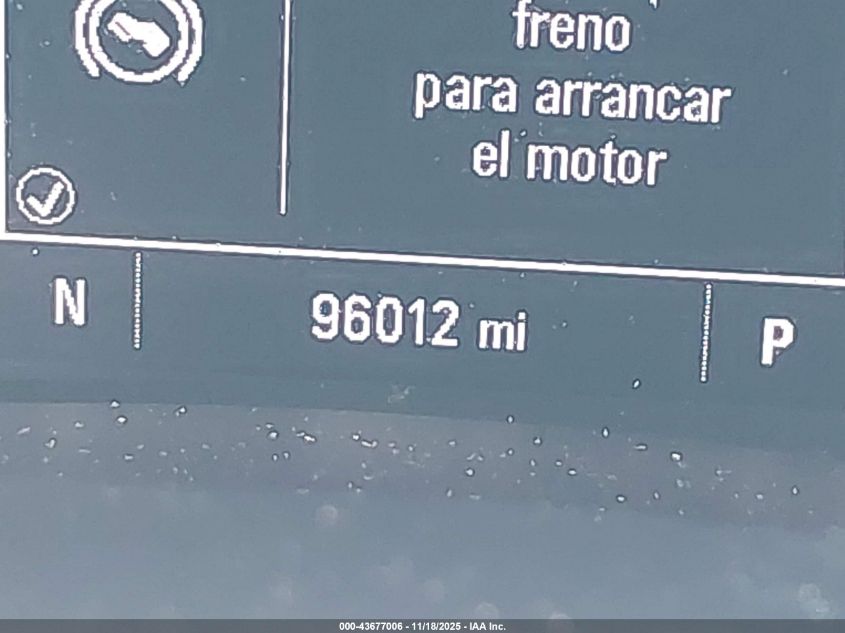 freno
para arrancar
el motor
N 96012 mi P
000-43677006 - 11/18/2025 - IAA Inc.